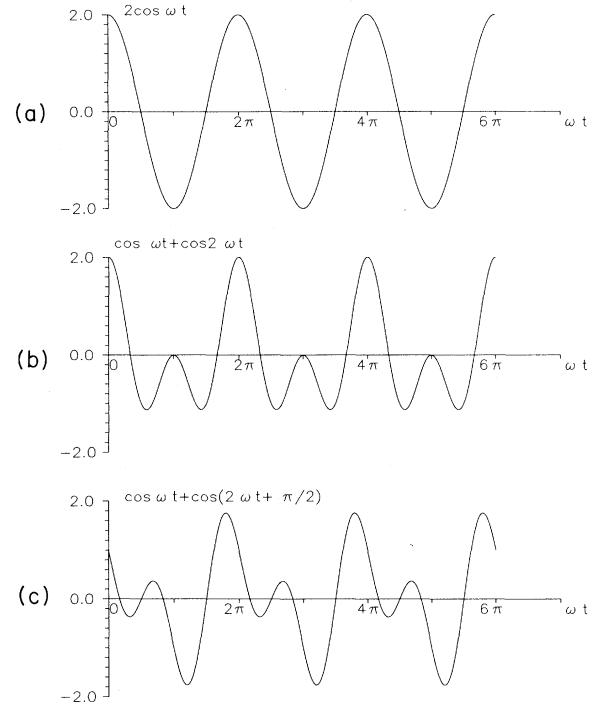 2cos ω t
2.0
(a)
0.0
0 2π 4π 6π ω t
−2.0
cos ωt+cos2 ωt
2.0
(b)
0.0
0 2π 4π 6π ω t
−2.0
cos ω t+cos(2 ω t+ π/2)
2.0
(c)
0.0
0 2π 4π 6π ω t
−2.0